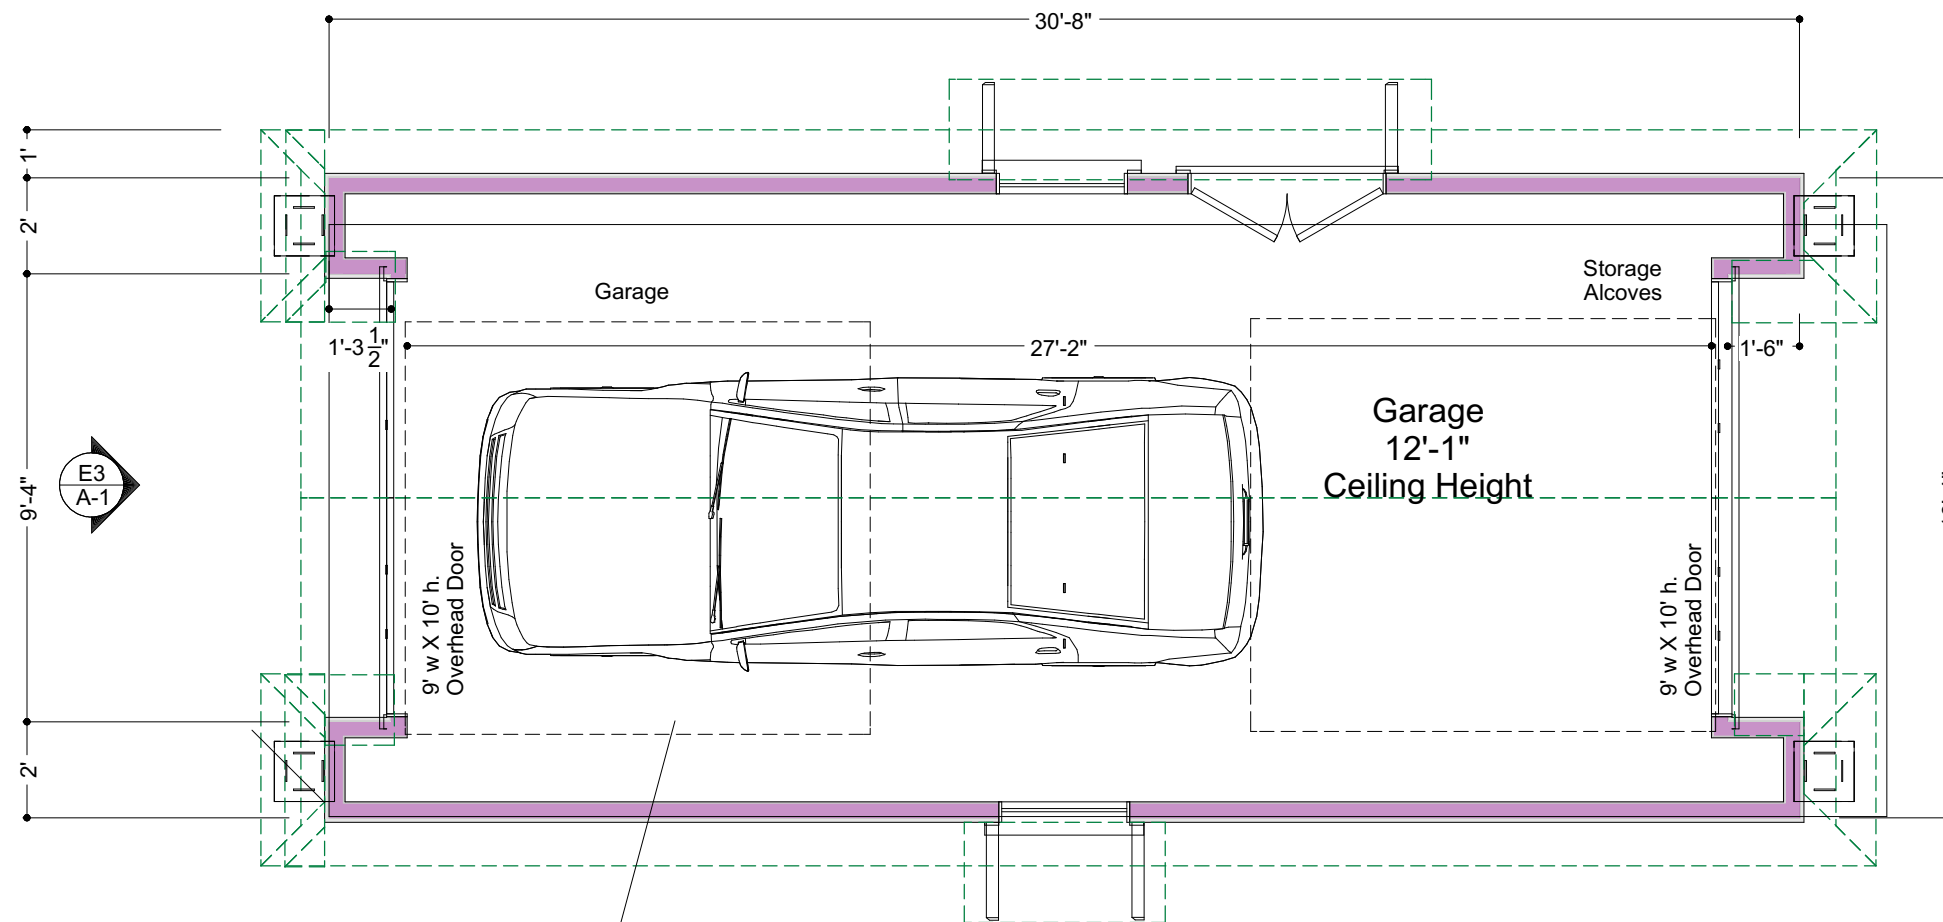 30'-8"
1'
2'
9'-4"
2'
E3
A-1
Garage
Storage
Alcoves
1'-3 1/2"
27'-2"
1'-6"
Garage
12'-1"
Ceiling Height
9' w X 10' h.
Overhead Door
9' w X 10' h.
Overhead Door